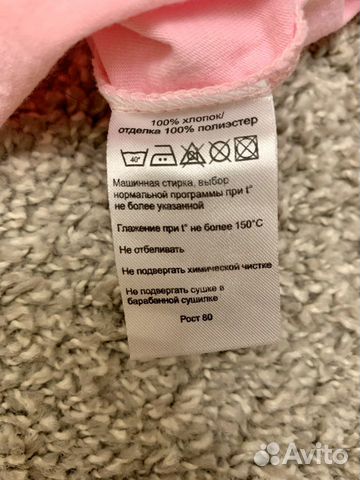 100% хлопок/
отделка 100% полиэстер
40°
Машинная стирка, выбор
нормальной программы при t°
не более указанной
Глажение при t° не более 150°C
Не отбеливать
Не подвергать химической чистке
Не подвергать сушке в
барабанной сушилке
Рост 80
Avito